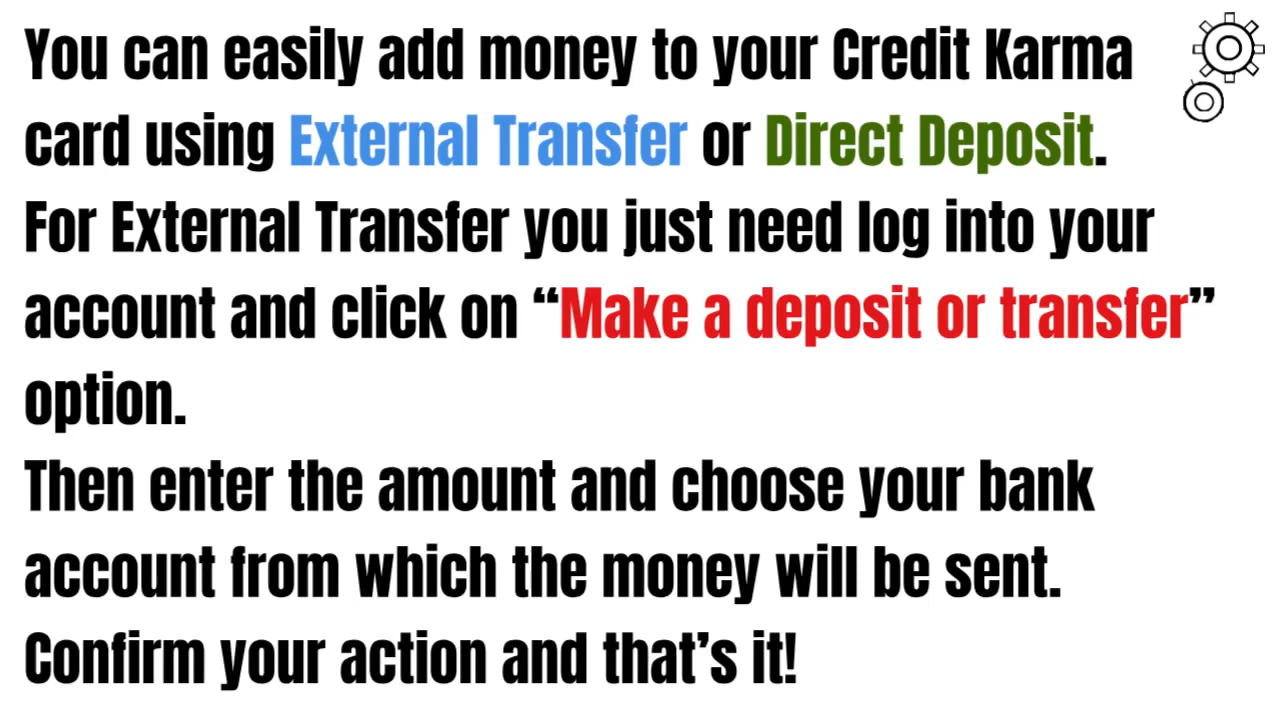 You can easily add money to your Credit Karma
card using External Transfer or Direct Deposit.
For External Transfer you just need log into your
account and click on “Make a deposit or transfer”
option.
Then enter the amount and choose your bank
account from which the money will be sent.
Confirm your action and that’s it!